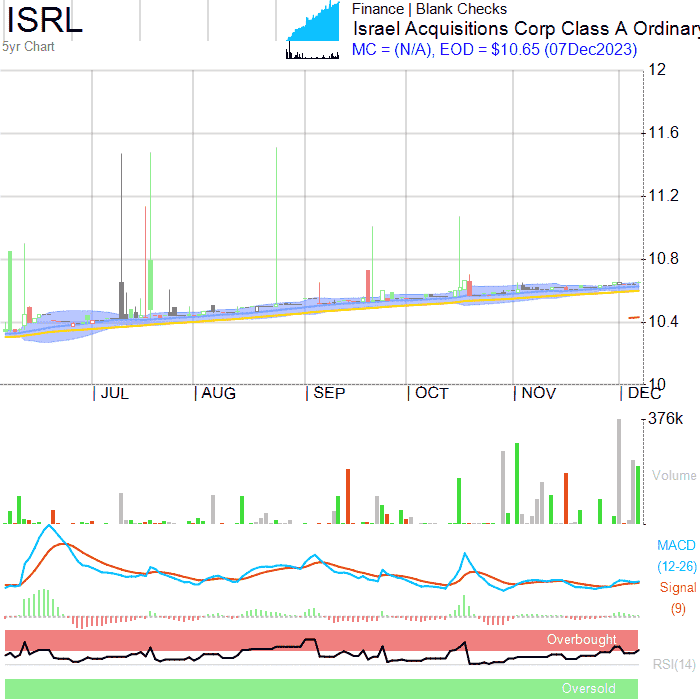 ISRL
5yr Chart
Finance | Blank Checks
Israel Acquisitions Corp Class A Ordinary
MC = (N/A), EOD = $10.65 (07Dec2023)
12
11.6
11.2
10.8
10.4
10
JUL AUG SEP OCT NOV DEC
376k
Volume
MACD
(12-26)
Signal
(9)
Overbought
RSI(14)
Oversold